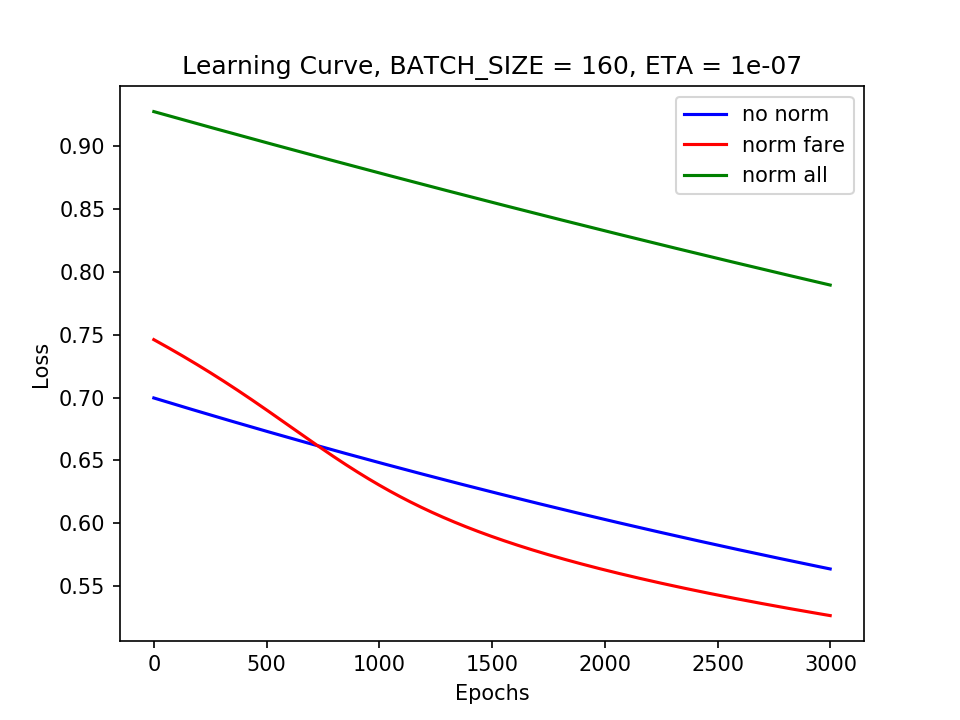 Learning Curve, BATCH_SIZE = 160, ETA = 1e-07
no norm
norm fare
norm all
Loss
0.90
0.85
0.80
0.75
0.70
0.65
0.60
0.55
0 500 1000 1500 2000 2500 3000
Epochs